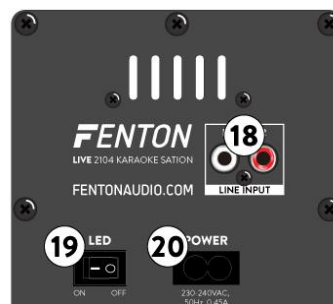 FENTON
LIVE 2104 KARAOKE SATION
FENTONAUDIO.COM
18
LINE INPUT
19
LED
20
POWER
ON OFF
230-240VAC,
50Hz, 0.45A